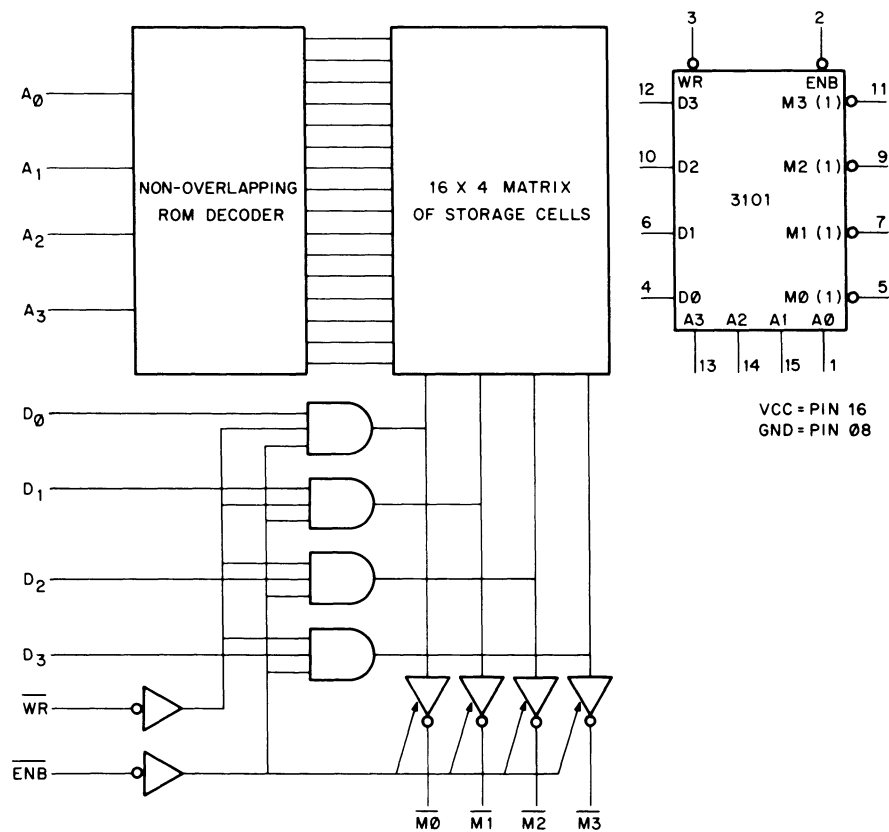 A0
A1
A2
A3
NON-OVERLAPPING
ROM DECODER
16 X 4 MATRIX
OF STORAGE CELLS
D0
D1
D2
D3
WR
ENB
M0
M1
M2
M3
3
2
WR
ENB
12
D3
M3 (1)
11
10
D2
M2 (1)
9
3101
6
D1
M1 (1)
7
4
D0
M0 (1)
5
A3
A2
A1
A0
13
14
15
1
VCC = PIN 16
GND = PIN 08